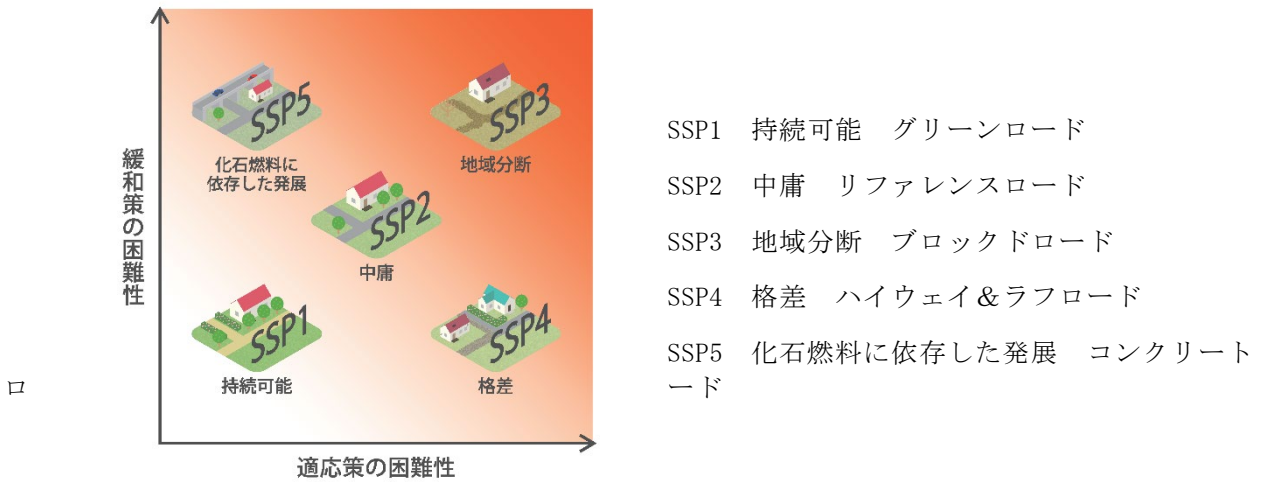 緩和策の困難性
SSP5
化石燃料に
依存した発展
SSP3
地域分断
SSP2
中庸
SSP1
持続可能
SSP4
格差
適応策の困難性
SSP1 持続可能 グリーンロード
SSP2 中庸 リファレンスロード
SSP3 地域分断 ブロックドロード
SSP4 格差 ハイウェイ＆ラフロード
SSP5 化石燃料に依存した発展 コンクリート
ロ ード